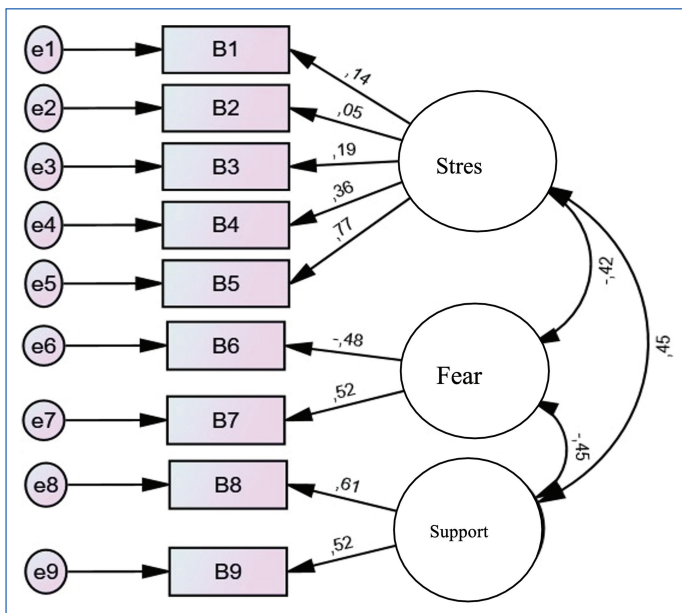 e1 B1 ,14
e2 B2 ,05
e3 B3 ,19
Stres
e4 B4 ,36
e5 B5 ,77
-,42
e6 B6 -,48
,45
Fear
e7 B7 ,52
-,45
e8 B8 ,61
Support
e9 B9 ,52